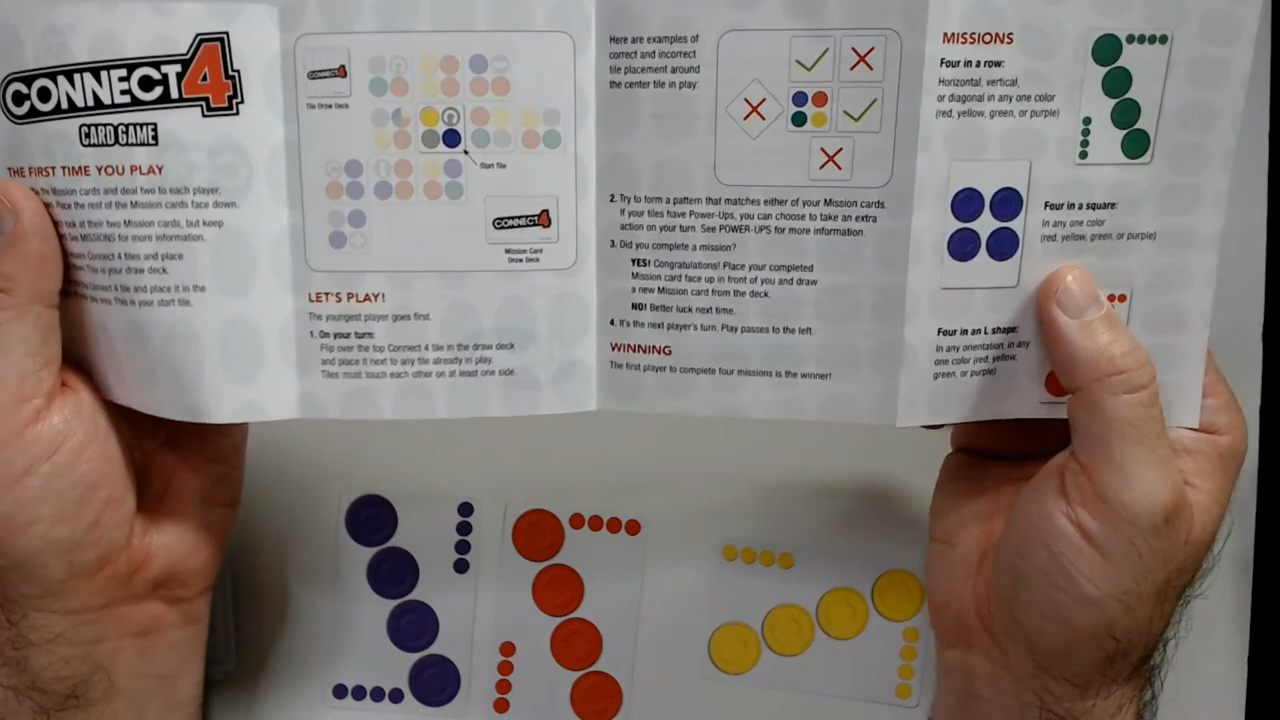 CONNECT 4
CARD GAME
THE FIRST TIME YOU PLAY
the Mission cards and deal two to each player,
Place the rest of the Mission cards face down.
at their two Mission cards, but keep
See MISSIONS for more information.
Connect 4 tiles and place
This is your draw deck.
Connect 4 tile and place it in the
This is your start tile.
CONNECT 4
Tile Draw Deck
Start Tile
CONNECT 4
Mission Card
Draw Deck
LET'S PLAY!
The youngest player goes first.
1. On your turn:
Flip over the top Connect 4 tile in the draw deck
and place it next to any tile already in play.
Tiles must touch each other on at least one side.
Here are examples of
correct and incorrect
tile placement around
the center tile in play:
2. Try to form a pattern that matches either of your Mission cards.
If your tiles have Power-Ups, you can choose to take an extra
action on your turn. See POWER-UPS for more information.
3. Did you complete a mission?
YES! Congratulations! Place your completed
Mission card face up in front of you and draw
a new Mission card from the deck.
NO! Better luck next time.
4. It's the next player's turn. Play passes to the left.
WINNING
The first player to complete four missions is the winner!
MISSIONS
Four in a row:
Horizontal, vertical,
or diagonal in any one color
(red, yellow, green, or purple)
Four in a square:
In any one color
(red, yellow, green, or purple)
Four in an L shape:
In any orientation, in any
one color (red, yellow,
green, or purple)